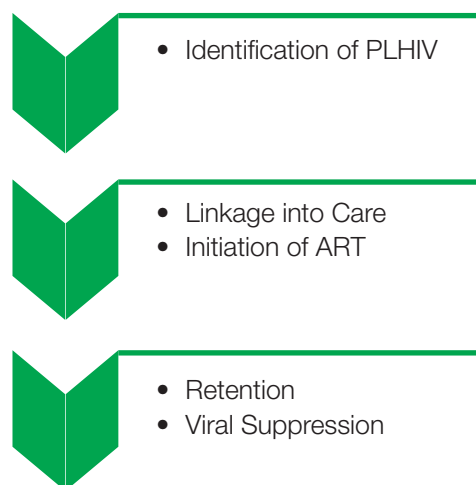 • Identification of PLHIV
• Linkage into Care
• Initiation of ART
• Retention
• Viral Suppression